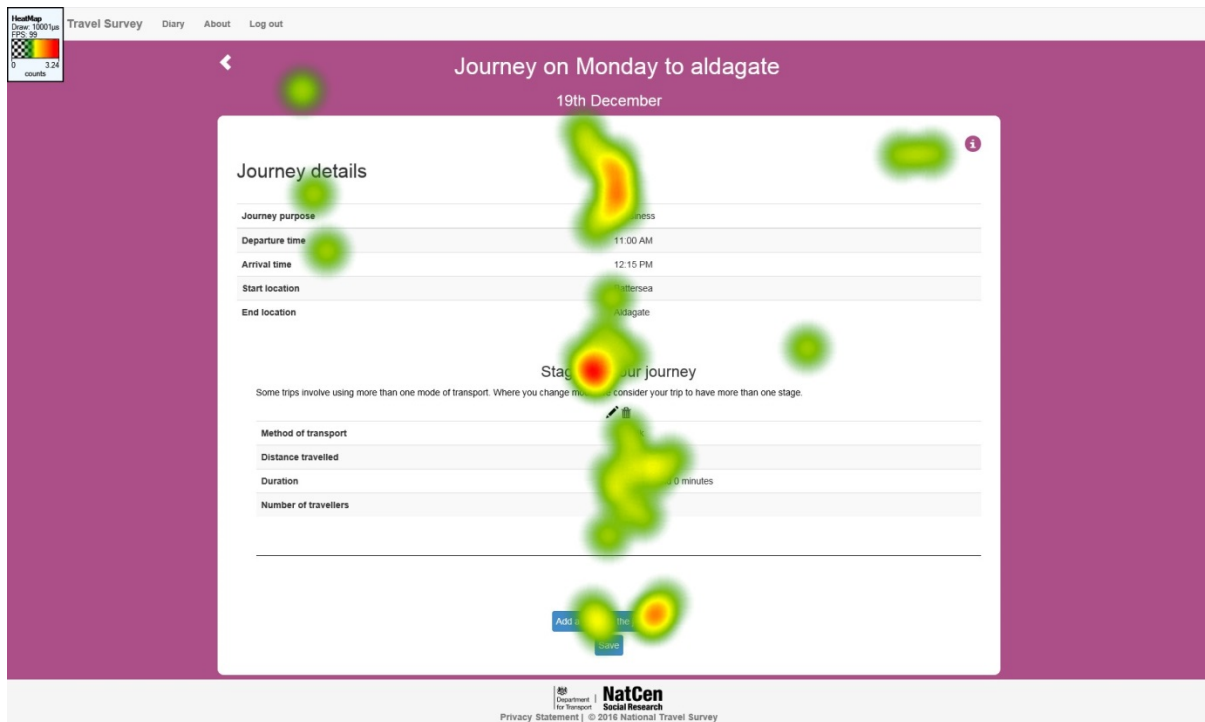 HeatMap
Draw: 10001µs
FPS: 99
0 3.24
counts
Travel Survey Diary About Log out
Journey on Monday to aldagate
19th December
Journey details
Journey purpose
Departure time 11:00 AM
Arrival time 12:15 PM
Start location Battersea
End location Aldagate
your journey
Some trips involve using more than one mode of transport. Where you change consider your trip to have more than one stage.
Method of transport
Distance travelled
Duration 0 minutes
Number of travellers
Add the
Save
Department for Transport
NatCen
Social Research
Privacy Statement | © 2016 National Travel Survey